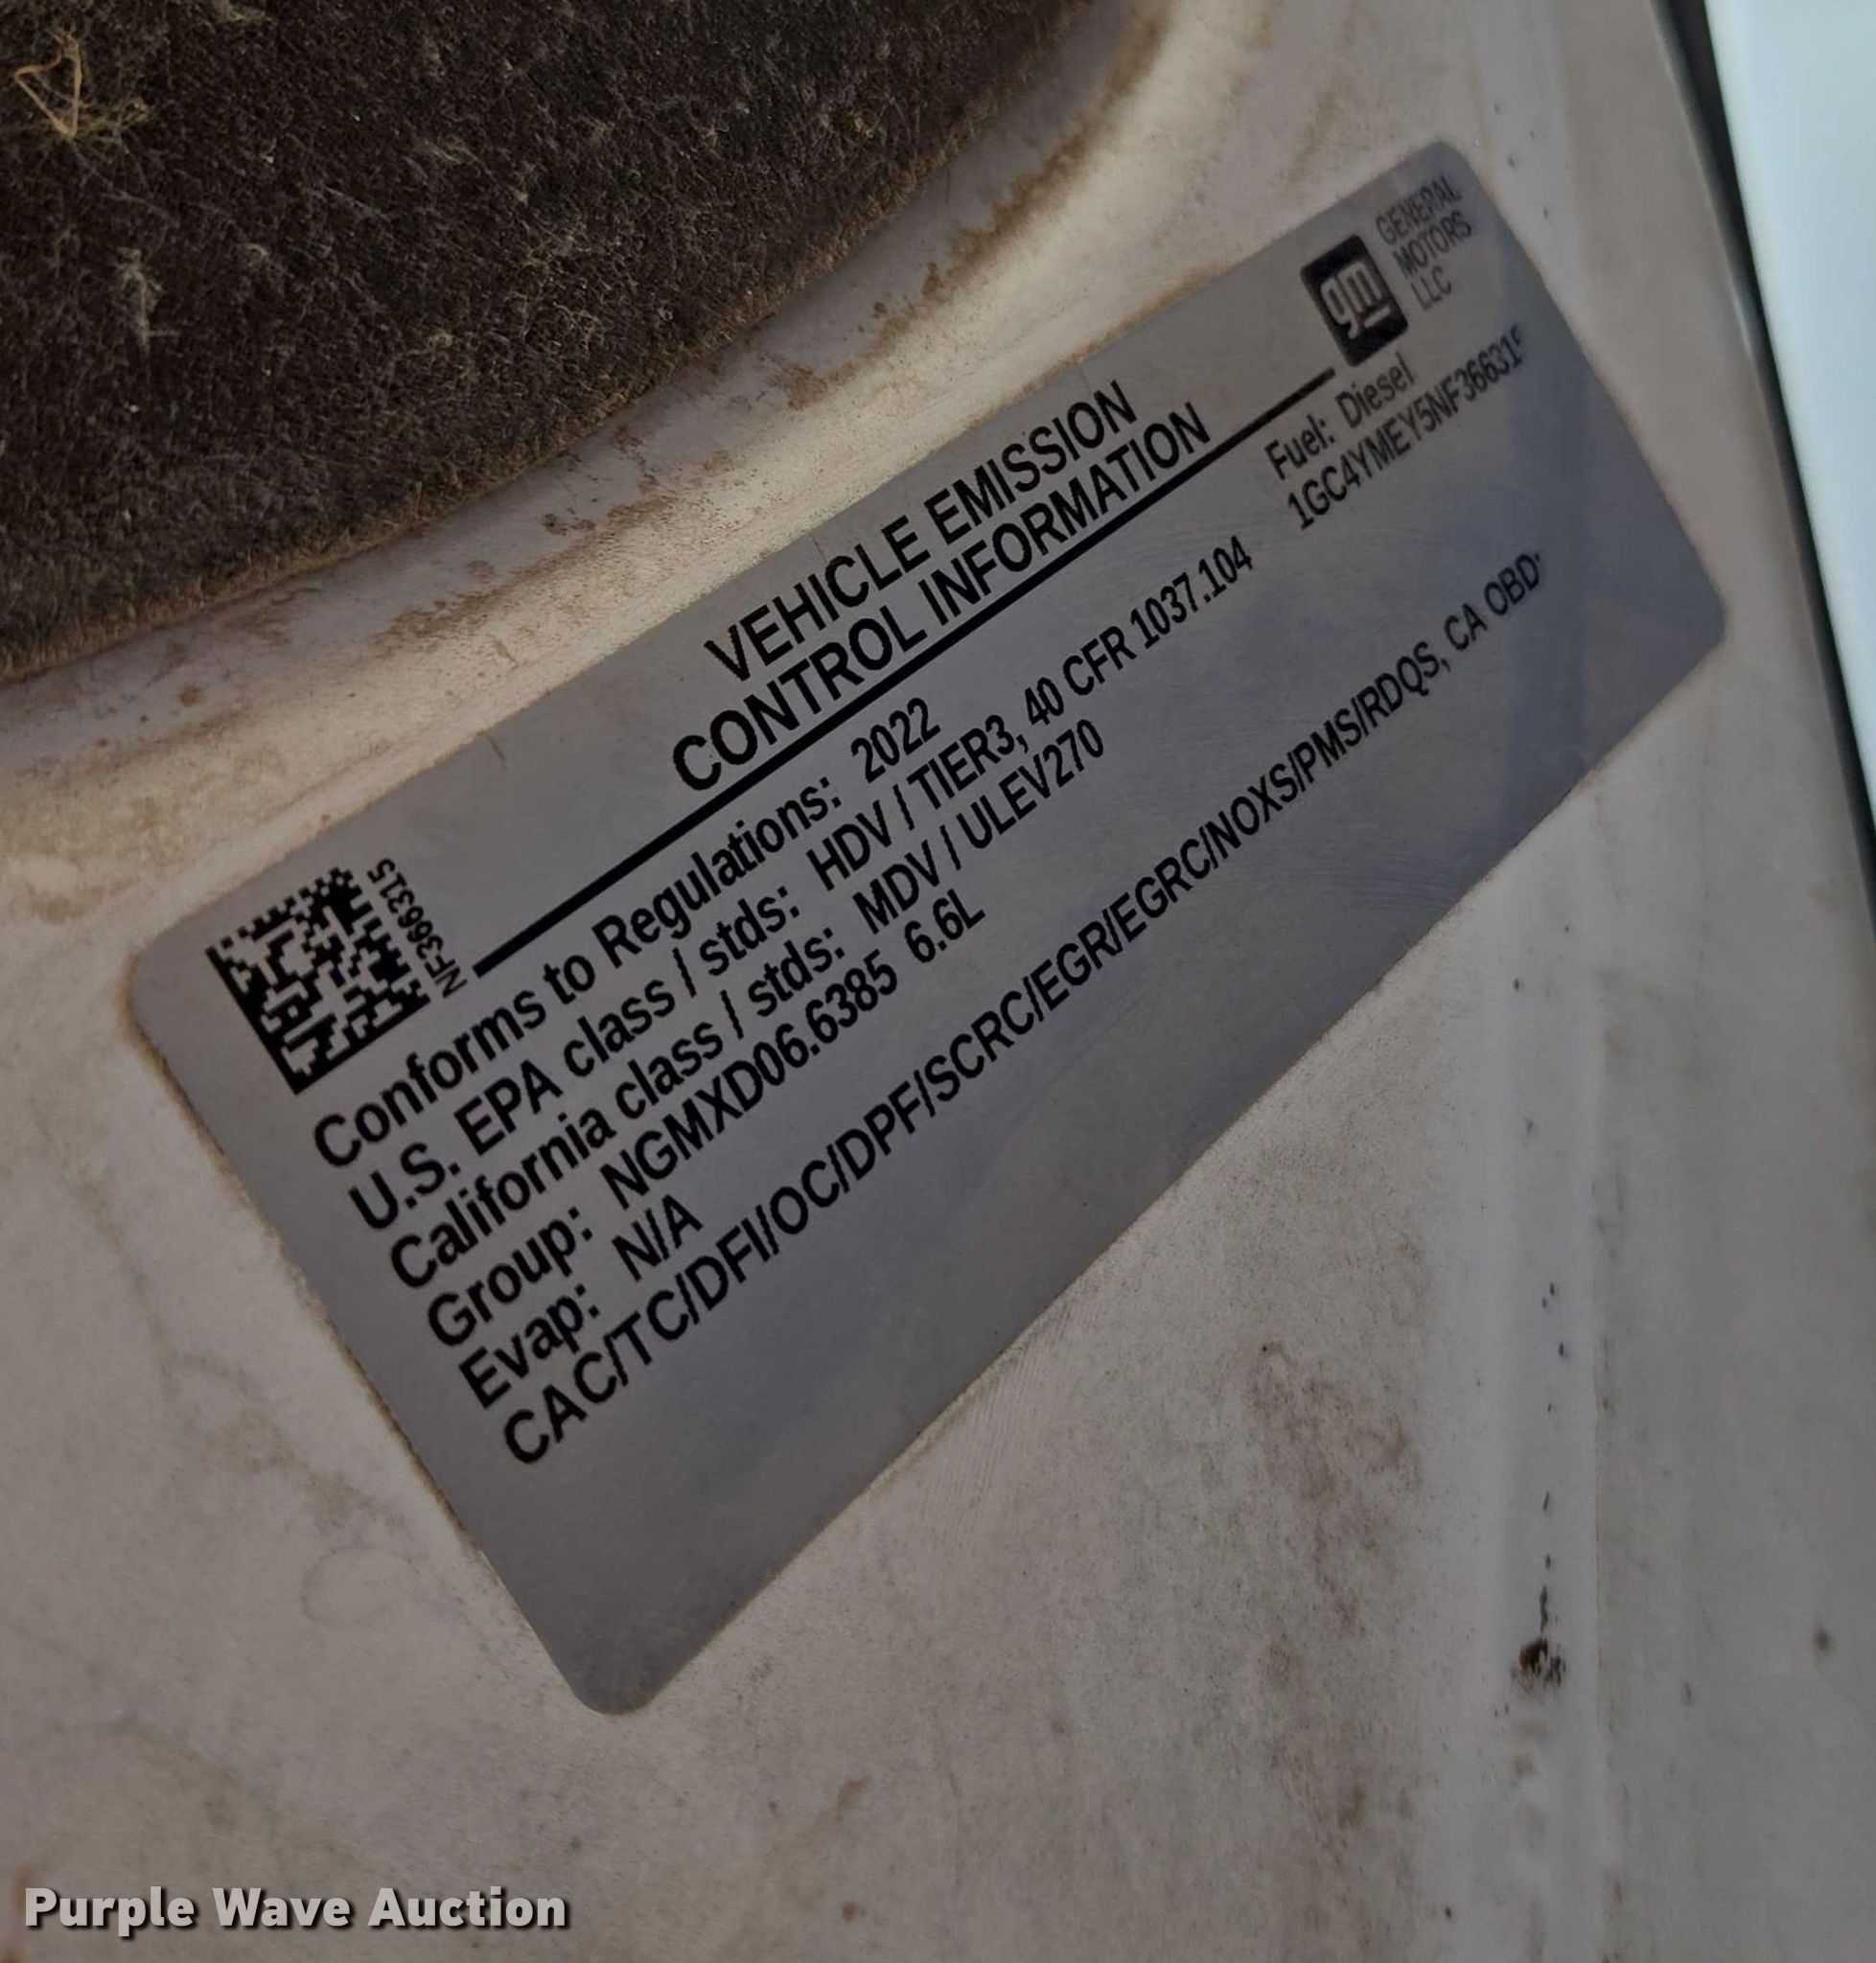 NF366315
VEHICLE EMISSION
CONTROL INFORMATION
gm
GENERAL
MOTORS
LLC
Conforms to Regulations: 2022
Fuel: Diesel
U.S. EPA class / stds: HDV / TIER3, 40 CFR 1037.104
1GC4YMEY5NF366315
California class / stds: MDV / ULEV270
Group: NGMXD06.6385 6.6L
Evap: N/A
CAC/TC/DFI/OC/DPF/SCRC/EGR/EGRC/NOXS/PMS/RDQS, CA OBD
Purple Wave Auction